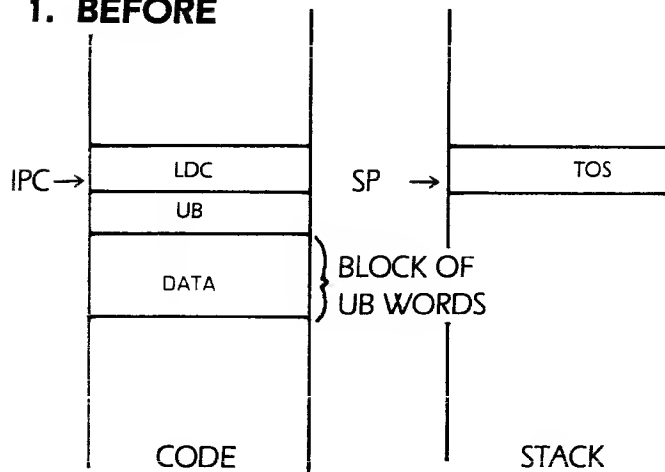 1. BEFORE
LDC
IPC→
SP →
TOS
UB
DATA
BLOCK OF
UB WORDS
CODE
STACK